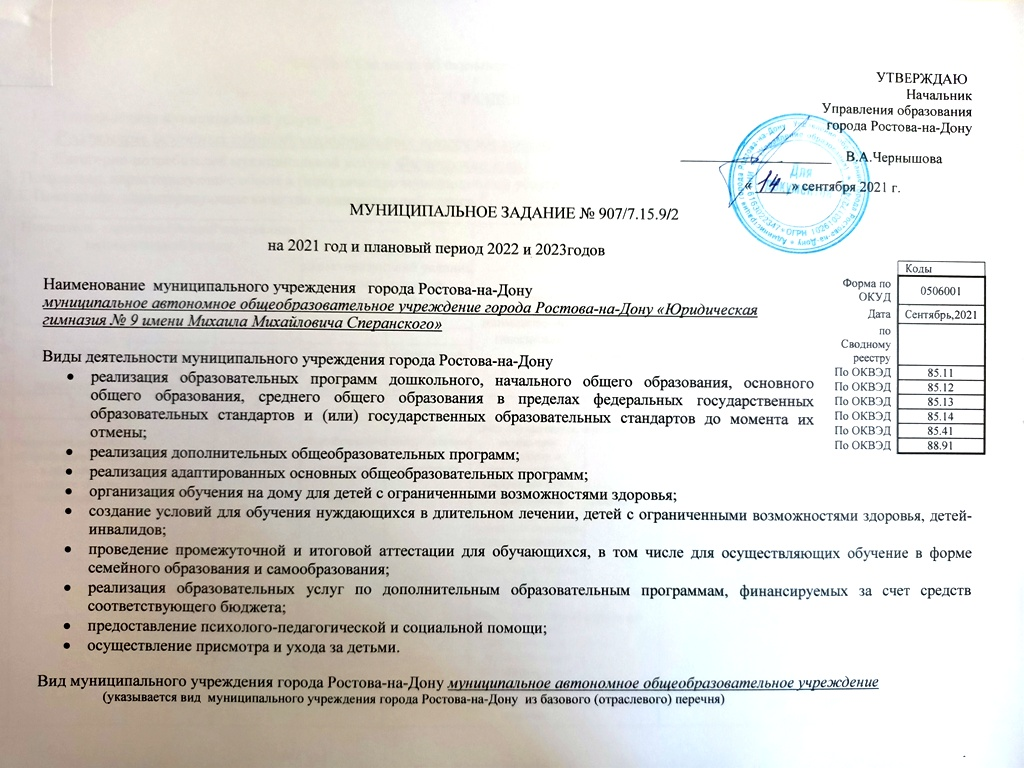 УТВЕРЖДАЮ
Начальник
Управления образования
города Ростова-на-Дону
В.А.Чернышова
« 14 » сентября 2021 г.
Для
МУНИЦИПАЛЬНОЕ ЗАДАНИЕ № 907/7.15.9/2
на 2021 год и плановый период 2022 и 2023годов
Коды
Форма по ОКУД 0506001
Дата Сентябрь,2021
по Сводному реестру
По ОКВЭД 85.11
По ОКВЭД 85.12
По ОКВЭД 85.13
По ОКВЭД 85.14
По ОКВЭД 85.41
По ОКВЭД 88.91
Наименование муниципального учреждения города Ростова-на-Дону
муниципальное автономное общеобразовательное учреждение города Ростова-на-Дону «Юридическая
гимназия № 9 имени Михаила Михайловича Сперанского»
Виды деятельности муниципального учреждения города Ростова-на-Дону
• реализация образовательных программ дошкольного, начального общего образования, основного
общего образования, среднего общего образования в пределах федеральных государственных
образовательных стандартов и (или) государственных образовательных стандартов до момента их
отмены;
• реализация дополнительных общеобразовательных программ;
• реализация адаптированных основных общеобразовательных программ;
• организация обучения на дому для детей с ограниченными возможностями здоровья;
• создание условий для обучения нуждающихся в длительном лечении, детей с ограниченными возможностями здоровья, детей-
инвалидов;
• проведение промежуточной и итоговой аттестации для обучающихся, в том числе для осуществляющих обучение в форме
семейного образования и самообразования;
• реализация образовательных услуг по дополнительным образовательным программам, финансируемых за счет средств
соответствующего бюджета;
• предоставление психолого-педагогической и социальной помощи;
• осуществление присмотра и ухода за детьми.
Вид муниципального учреждения города Ростова-на-Дону муниципальное автономное общеобразовательное учреждение
(указывается вид муниципального учреждения города Ростова-на-Дону из базового (отраслевого) перечня)